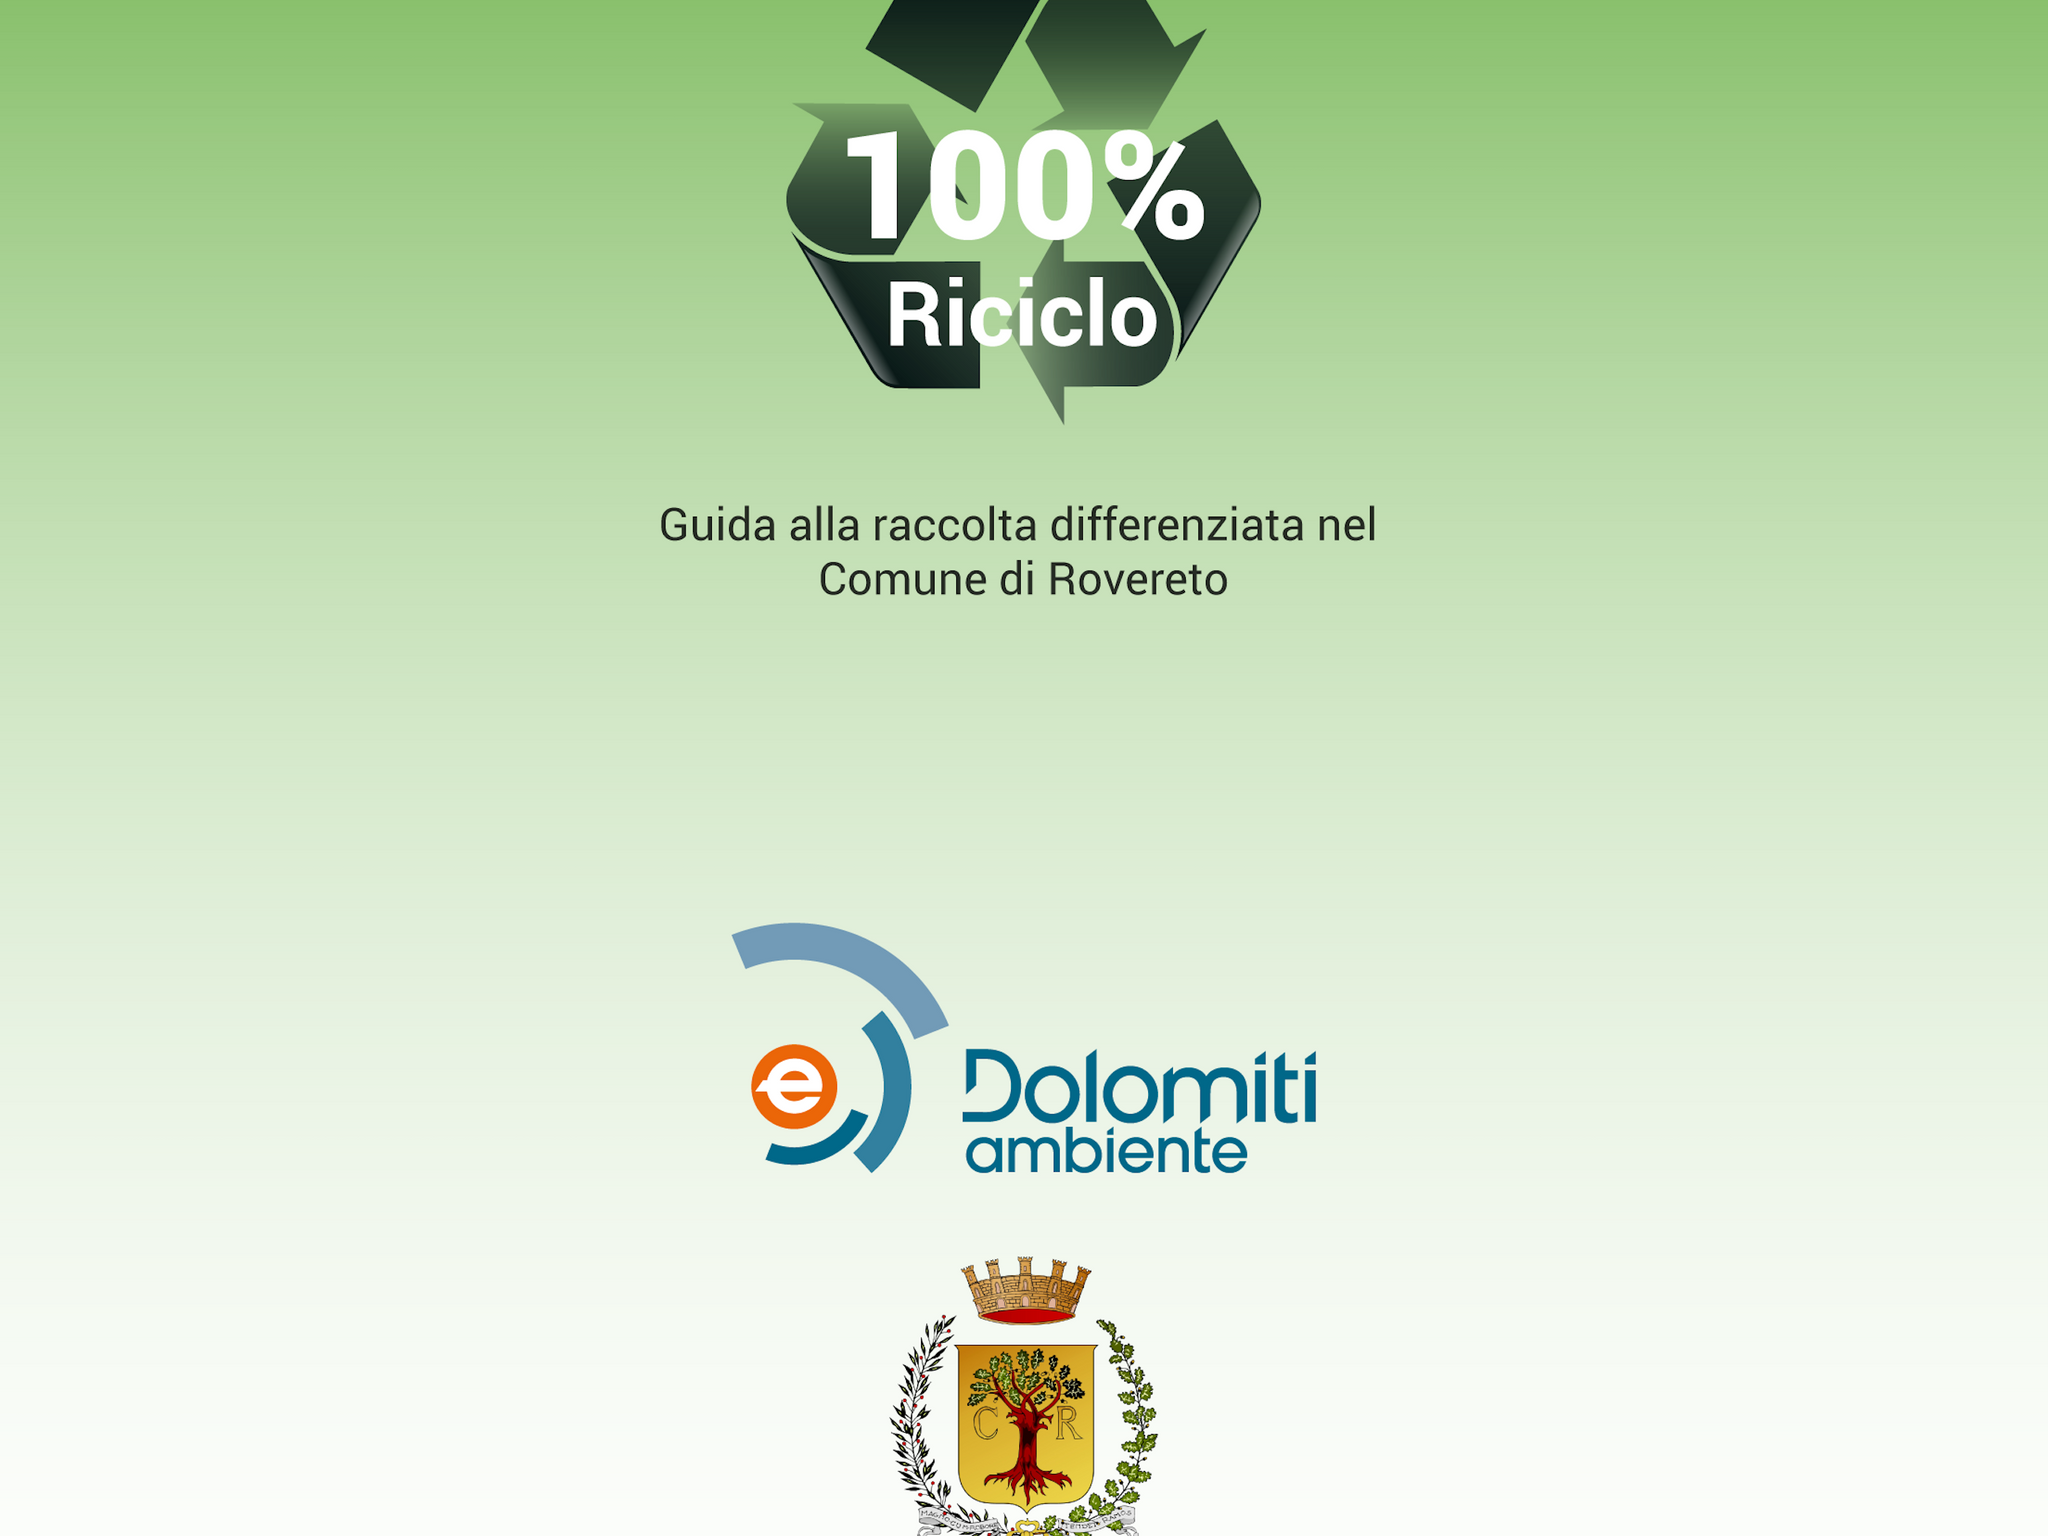 100%
Riciclo
Guida alla raccolta differenziata nel
Comune di Rovereto
e
Dolomiti
ambiente
C R